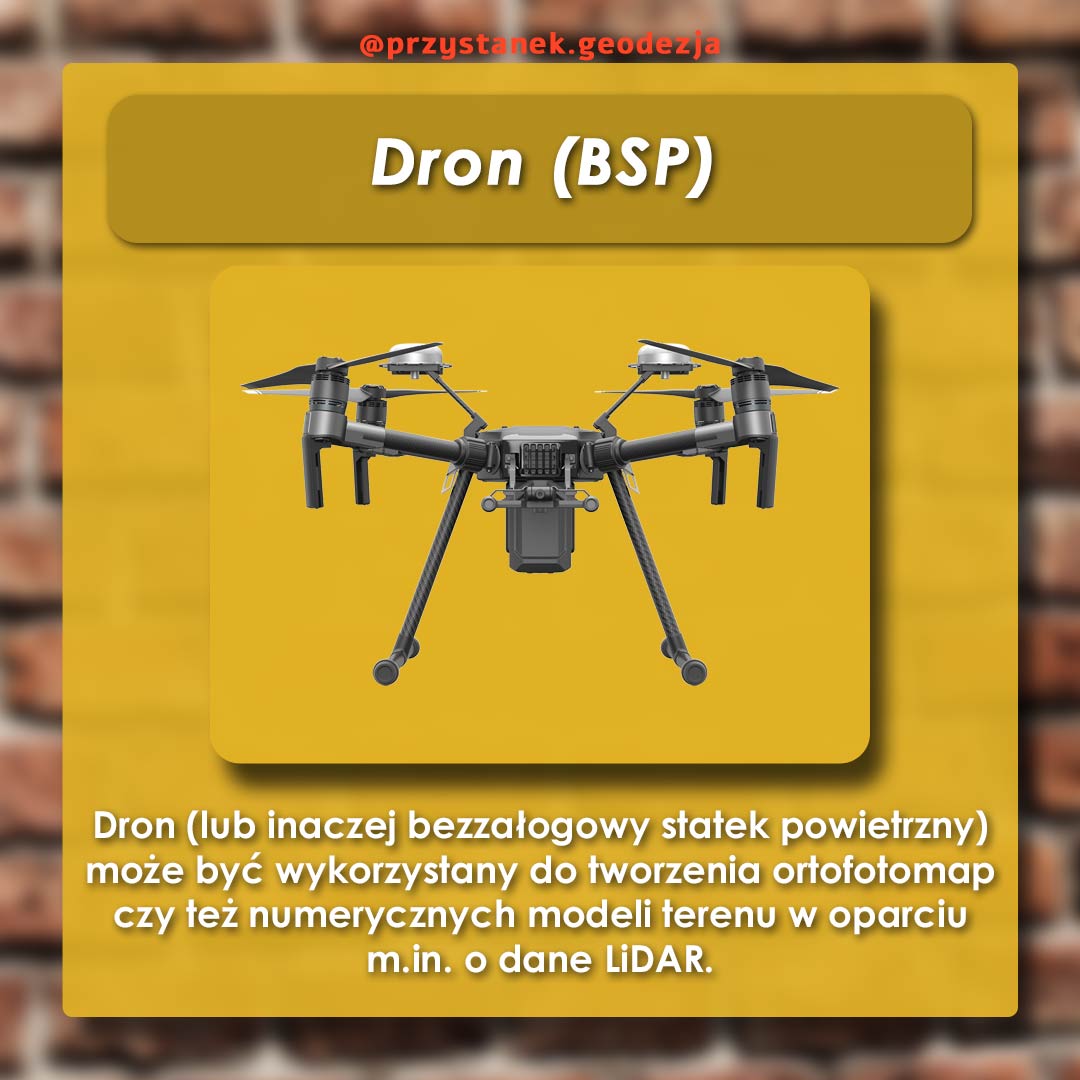 @przystanek.geodezja
Dron (BSP)
Dron (lub inaczej bezzałogowy statek powietrzny)
może być wykorzystany do tworzenia ortofotomap
czy też numerycznych modeli terenu w oparciu
m.in. o dane LiDAR.